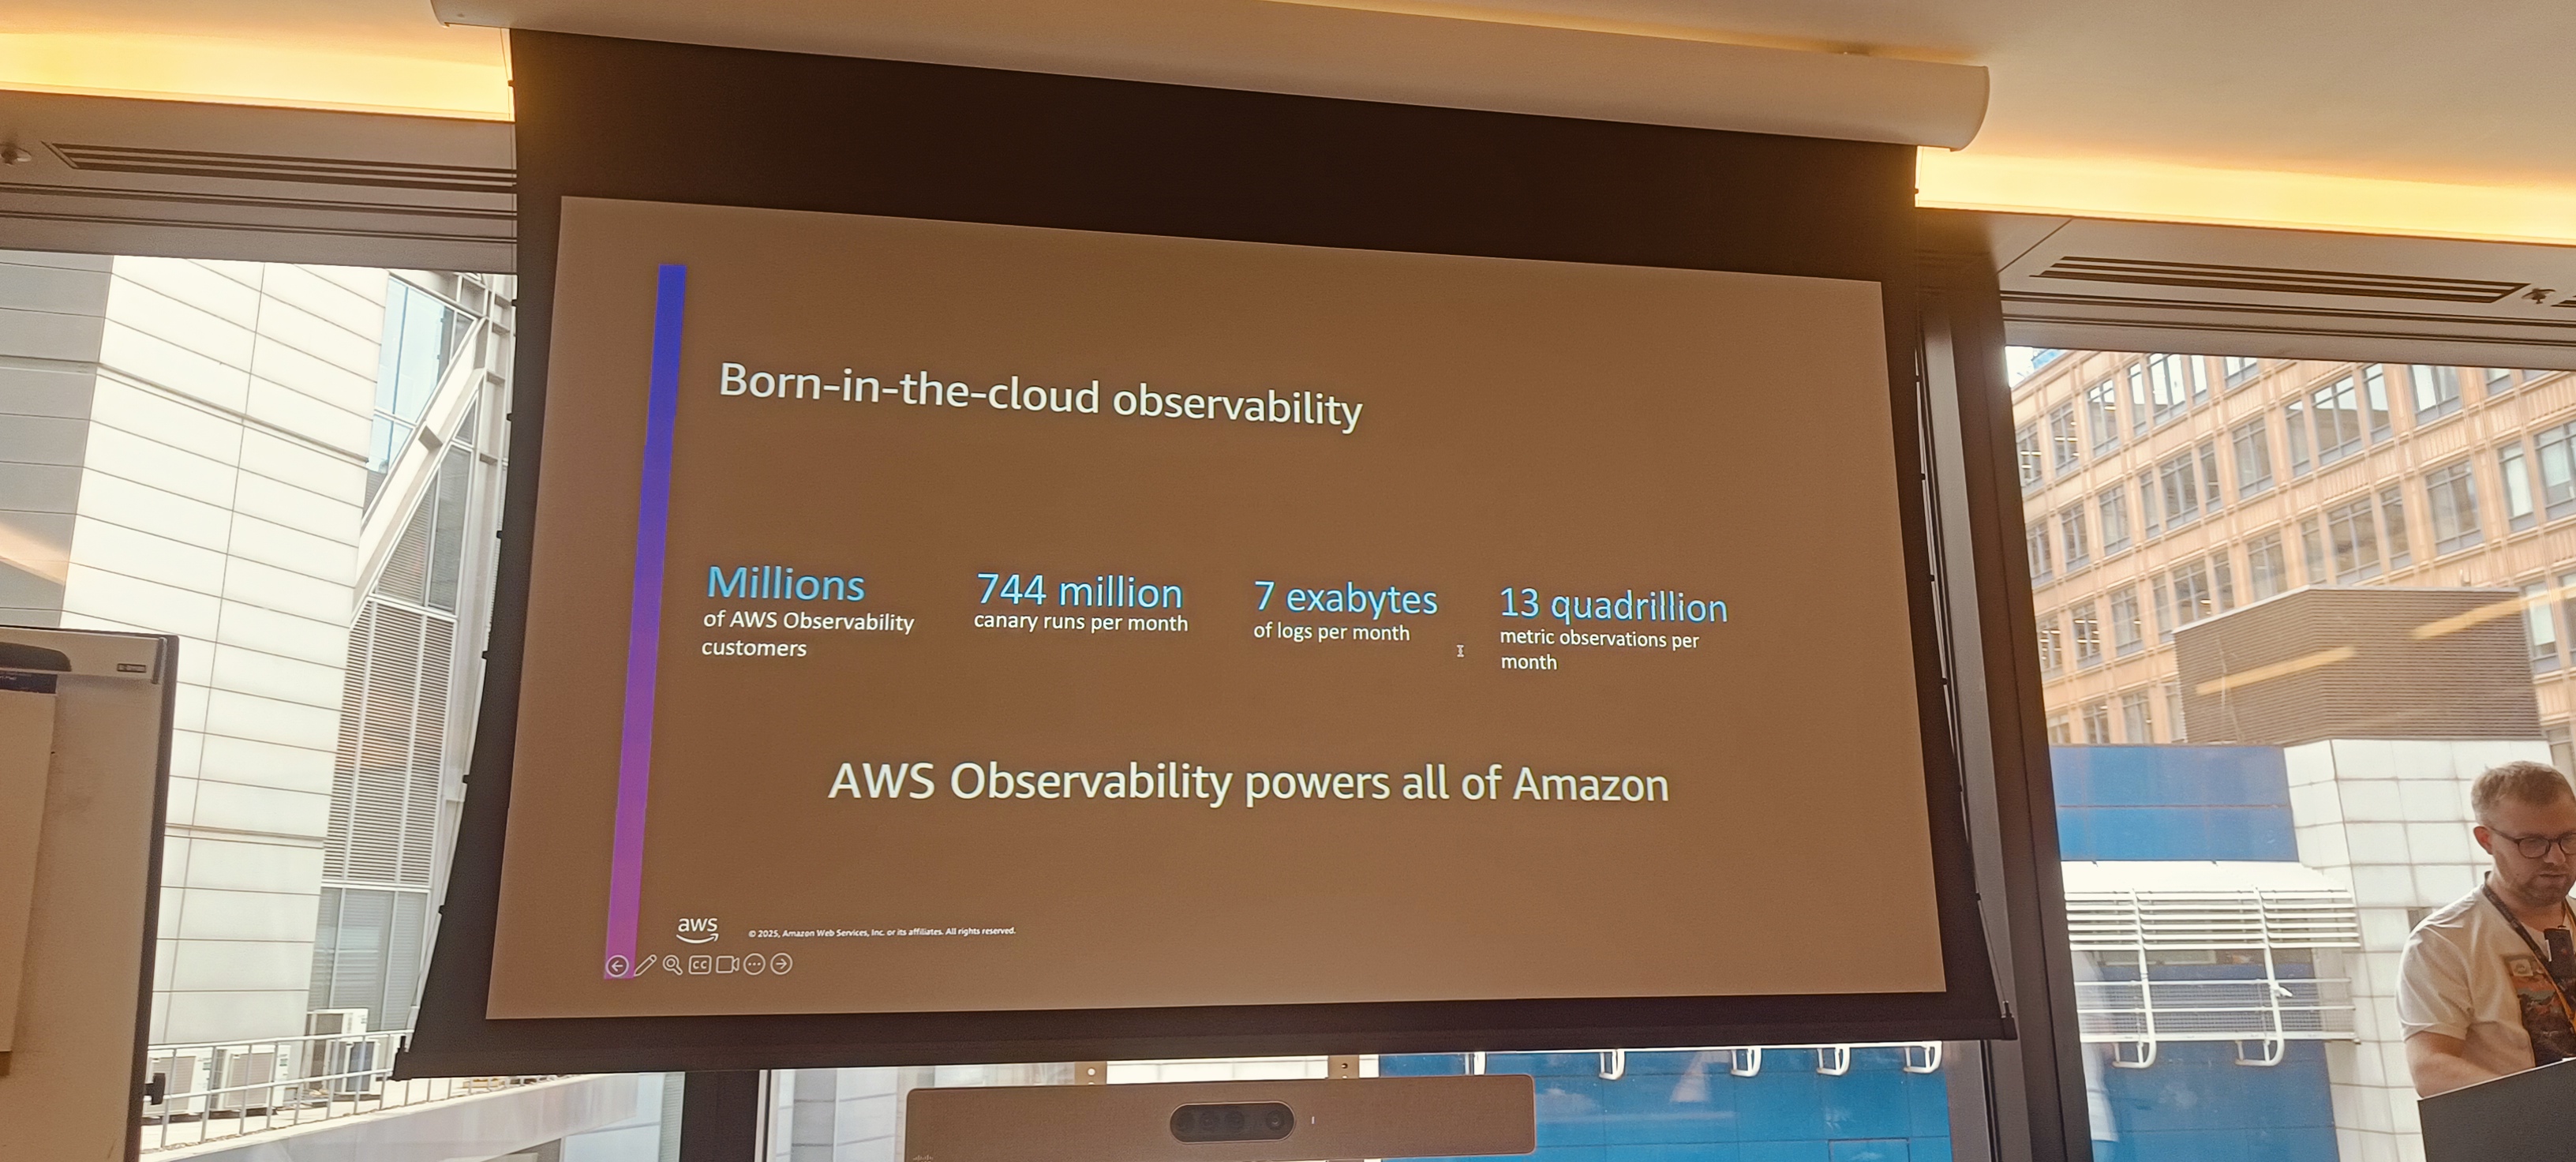 Born-in-the-cloud observability
Millions
of AWS Observability
customers
744 million
canary runs per month
7 exabytes
of logs per month
13 quadrillion
metric observations per
month
AWS Observability powers all of Amazon
aws
© 2025, Amazon Web Services, Inc. or its affiliates. All rights reserved.
CC